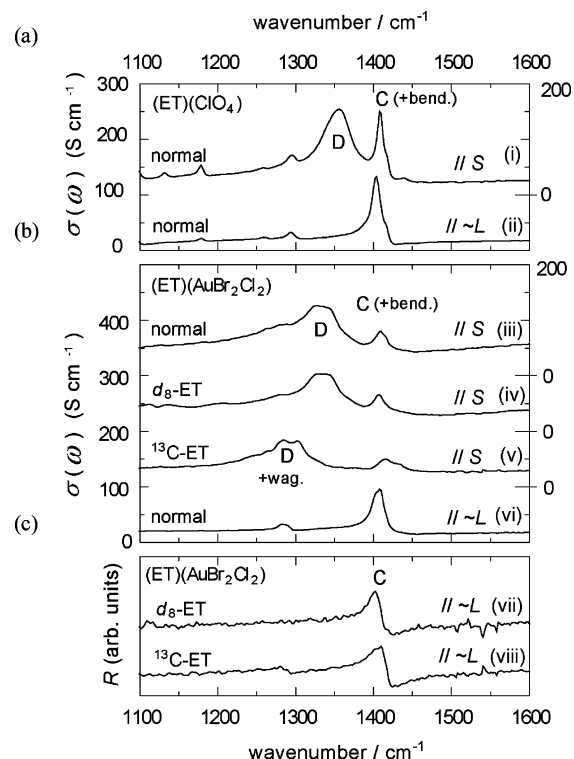 (a)
wavenumber / cm⁻¹
1100 1200 1300 1400 1500 1600
300 200
(ET)(ClO₄) C (+bend.)
200 D
normal // S (i)
100 0
normal // ~L (ii)
0
σ(ω) (S cm⁻¹)
(b)
200
(ET)(AuBr₂Cl₂) C (+bend.)
400
normal D // S (iii)
300 0
d₈-ET // S (iv)
200 0
¹³C-ET D // S (v)
+wag.
100 0
normal // ~L (vi)
0
σ(ω) (S cm⁻¹)
(c)
(ET)(AuBr₂Cl₂) C
d₈-ET // ~L (vii)
¹³C-ET // ~L (viii)
R (arb. units)
1100 1200 1300 1400 1500 1600
wavenumber / cm⁻¹